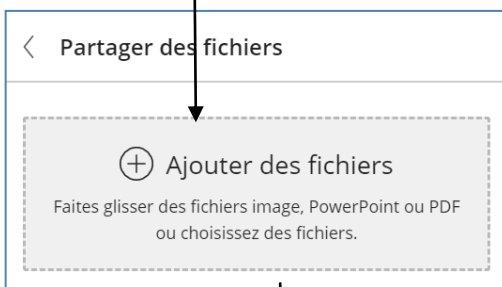 Partager des fichiers
Ajouter des fichiers
Faites glisser des fichiers image, PowerPoint ou PDF
ou choisissez des fichiers.